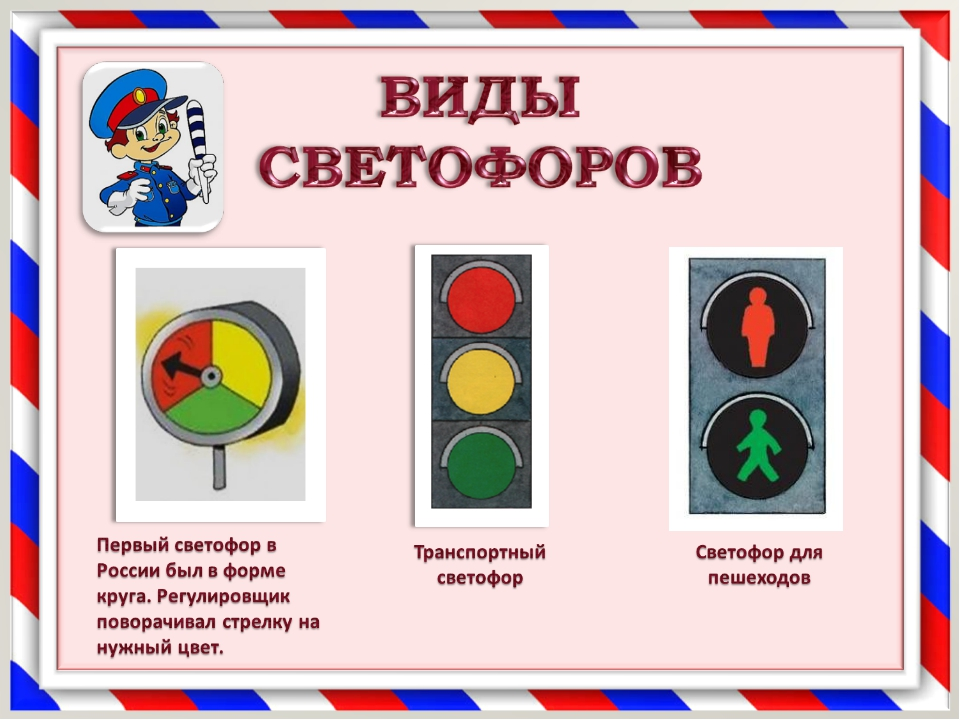 ВИДЫ
СВЕТОФОРОВ
Первый светофор в
России был в форме
круга. Регулировщик
поворачивал стрелку на
нужный цвет.
Транспортный
светофор
Светофор для
пешеходов